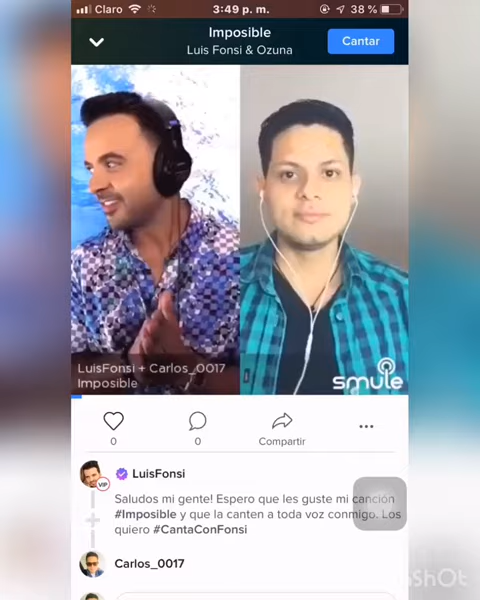 Claro 3:49 p. m. 38 %
Imposible
Luis Fonsi & Ozuna
Cantar
LuisFonsi + Carlos_0017
Imposible
smule
0 0 Compartir
VIP LuisFonsi
Saludos mi gente! Espero que les guste mi canción
#Imposible y que la canten a toda voz conmigo. Los
quiero #CantaConFonsi
Carlos_0017